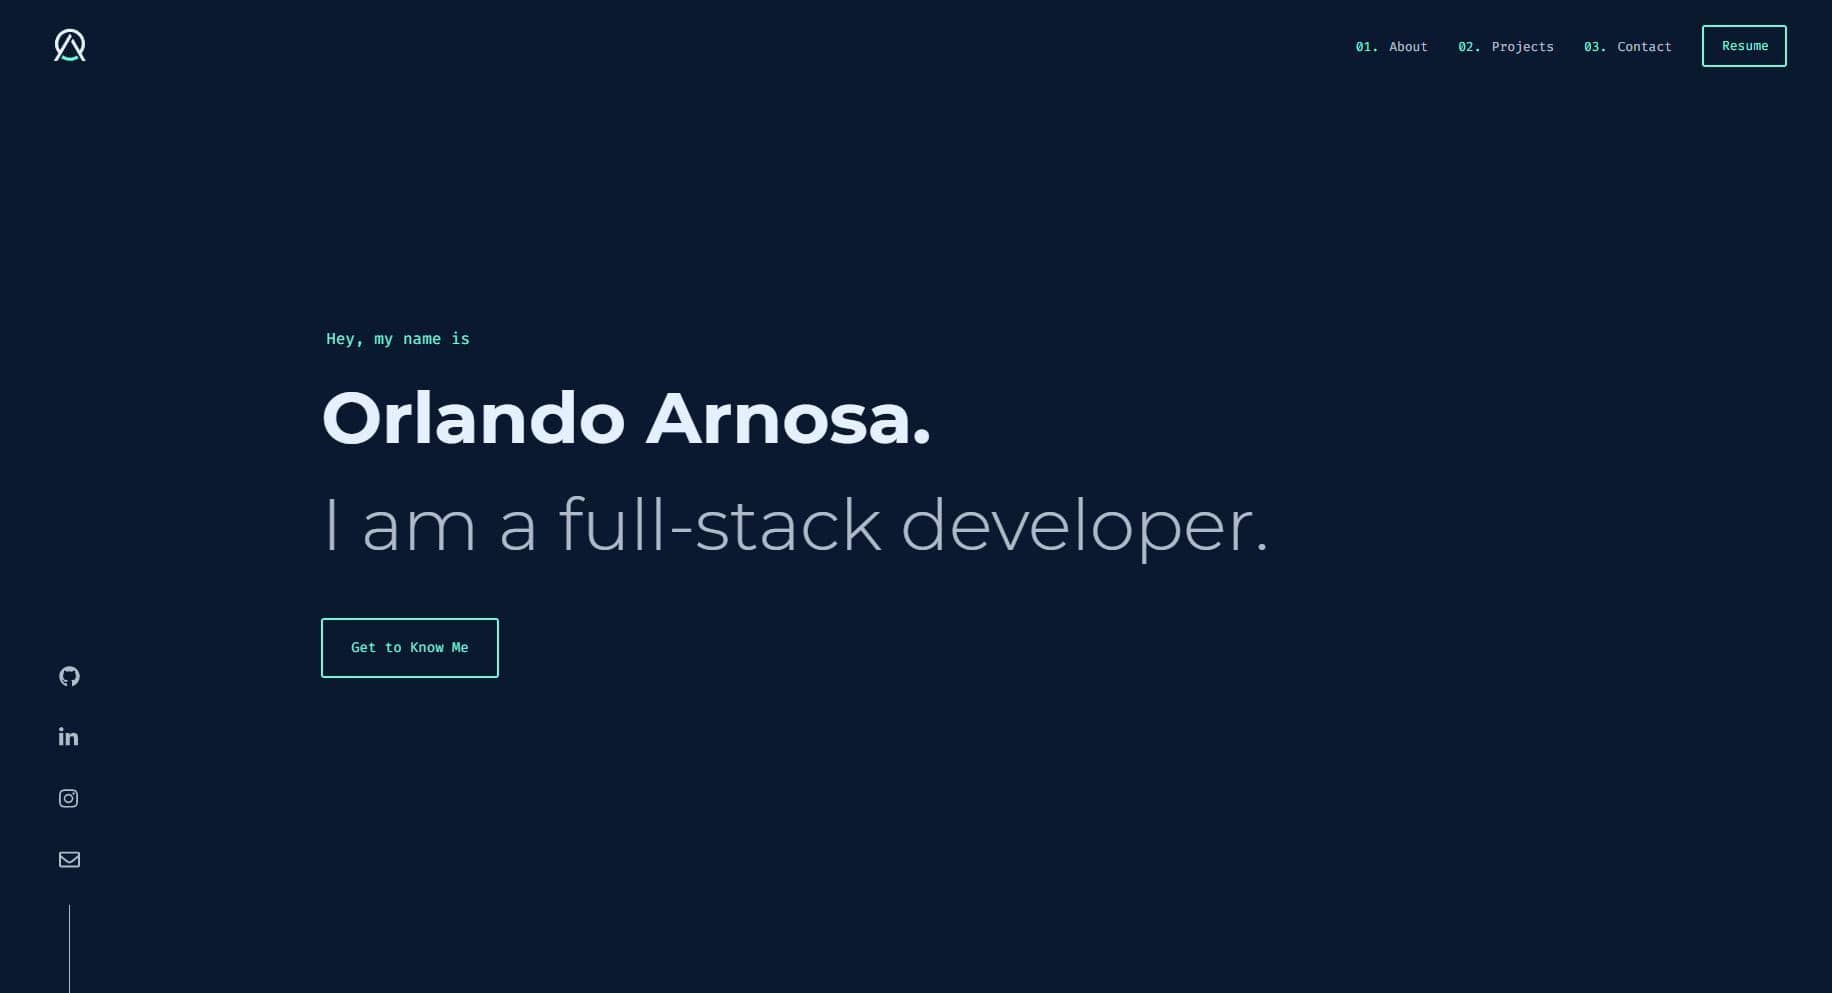 01. About 02. Projects 03. Contact Resume
Hey, my name is
Orlando Arnosa.
I am a full-stack developer.
Get to Know Me